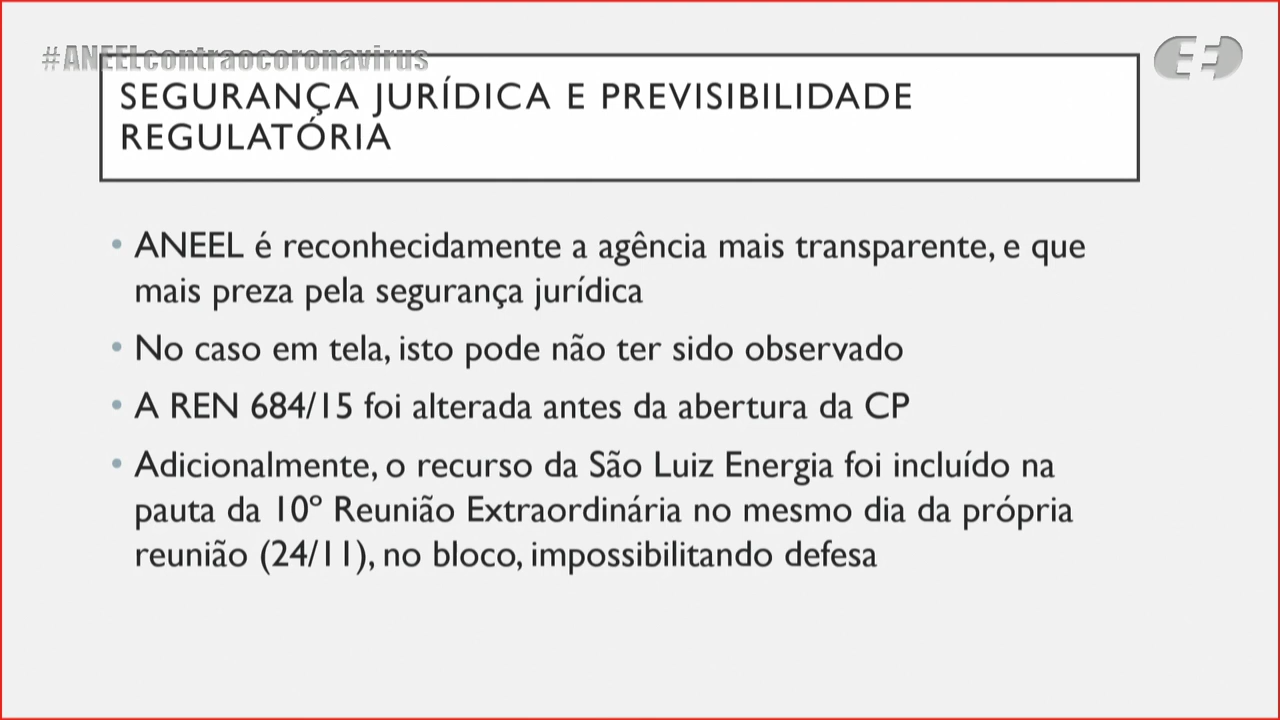 #ANEELcontraocoronavirus
SEGURANÇA JURÍDICA E PREVISIBILIDADE
REGULATÓRIA
• ANEEL é reconhecidamente a agência mais transparente, e que
mais preza pela segurança jurídica
• No caso em tela, isto pode não ter sido observado
• A REN 684/15 foi alterada antes da abertura da CP
• Adicionalmente, o recurso da São Luiz Energia foi incluído na
pauta da 10º Reunião Extraordinária no mesmo dia da própria
reunião (24/11), no bloco, impossibilitando defesa